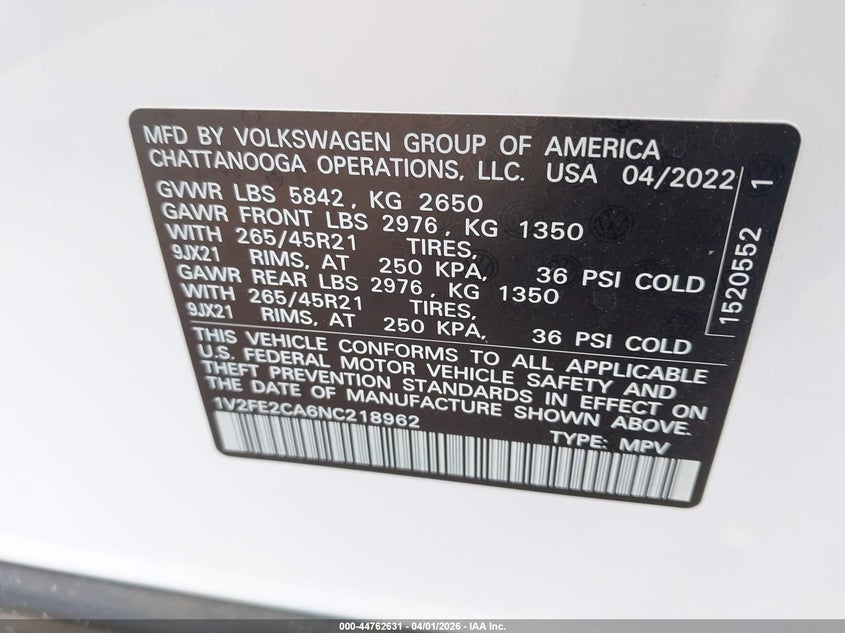 MFD BY VOLKSWAGEN GROUP OF AMERICA
CHATTANOOGA OPERATIONS, LLC. USA 04/2022
GVWR LBS 5842, KG 2650
GAWR FRONT LBS 2976, KG 1350
WITH 265/45R21 TIRES,
9JX21 RIMS, AT 250 KPA, 36 PSI COLD
GAWR REAR LBS 2976, KG 1350
WITH 265/45R21 TIRES,
9JX21 RIMS, AT 250 KPA, 36 PSI COLD
THIS VEHICLE CONFORMS TO ALL APPLICABLE
U.S. FEDERAL MOTOR VEHICLE SAFETY AND
THEFT PREVENTION STANDARDS IN EFFECT ON
THE DATE OF MANUFACTURE SHOWN ABOVE.
1V2FE2CA6NC218962
TYPE: MPV
1520552 1
000-44762631 - 04/01/2026 - IAA Inc.